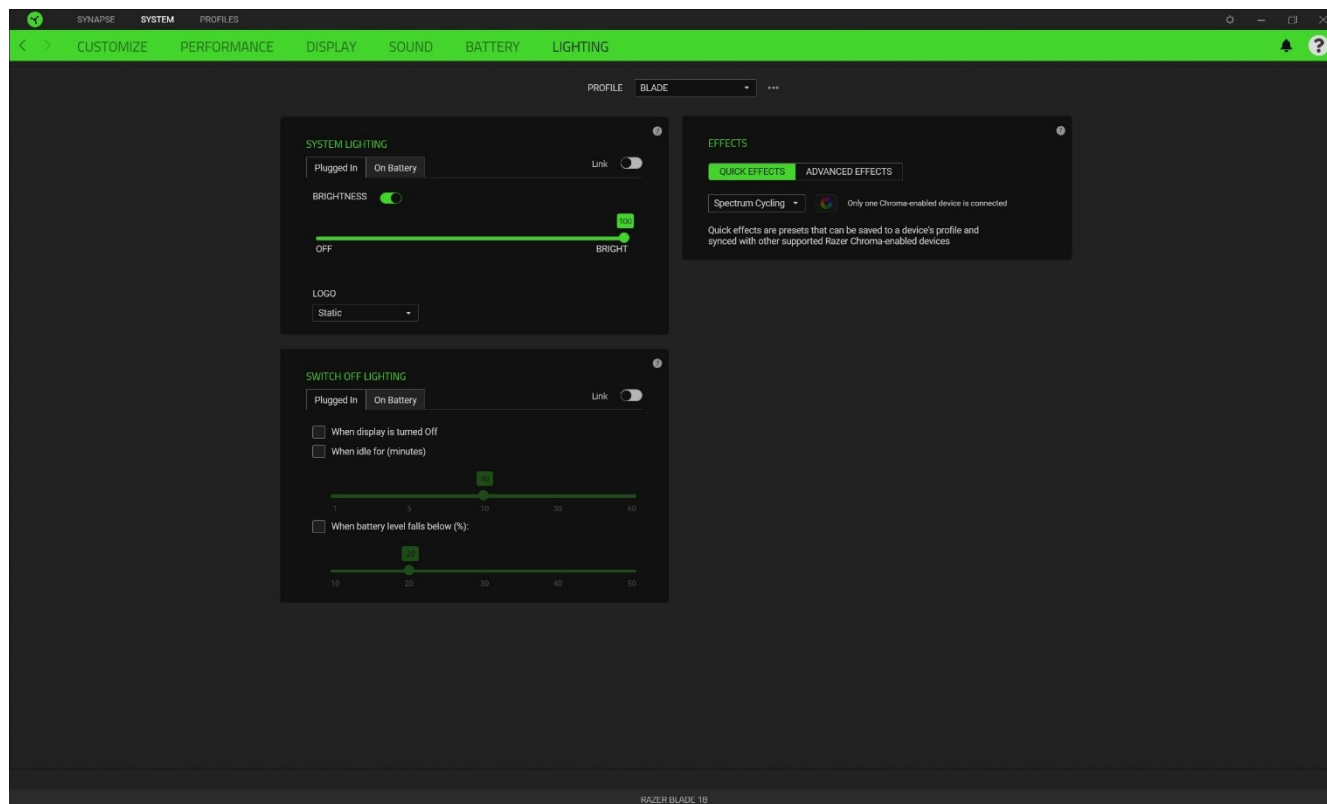 SYNAPSE SYSTEM PROFILES
CUSTOMIZE PERFORMANCE DISPLAY SOUND BATTERY LIGHTING
?
PROFILE BLADE
SYSTEM LIGHTING
Plugged In On Battery Link
BRIGHTNESS
100
OFF BRIGHT
LOGO
Static
EFFECTS
QUICK EFFECTS ADVANCED EFFECTS
Spectrum Cycling Only one Chroma-enabled device is connected
Quick effects are presets that can be saved to a device's profile and
synced with other supported Razer Chroma-enabled devices
SWITCH OFF LIGHTING
Plugged In On Battery Link
When display is turned Off
When idle for (minutes)
10
1 5 10 30 60
When battery level falls below (%):
20
10 20 30 40 50
RAZER BLADE 18